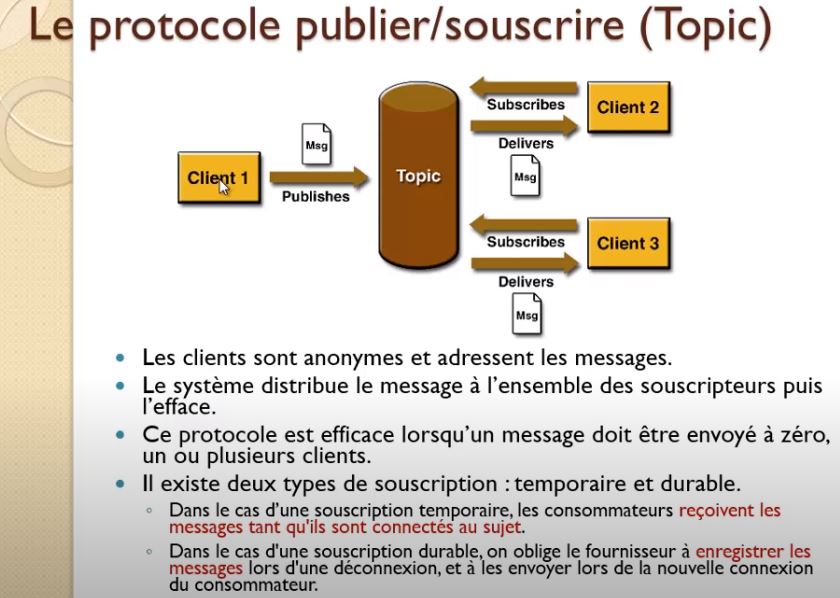 Le protocole publier/souscrire (Topic)
Msg
Client 1
Publishes
Topic
Subscribes
Client 2
Delivers
Msg
Subscribes
Client 3
Delivers
Msg
• Les clients sont anonymes et adressent les messages.
• Le système distribue le message à l'ensemble des souscripteurs puis
l'efface.
• Ce protocole est efficace lorsqu'un message doit être envoyé à zéro,
un ou plusieurs clients.
• Il existe deux types de souscription : temporaire et durable.
◦ Dans le cas d'une souscription temporaire, les consommateurs reçoivent les
messages tant qu'ils sont connectés au sujet.
◦ Dans le cas d'une souscription durable, on oblige le fournisseur à enregistrer les
messages lors d'une déconnexion, et à les envoyer lors de la nouvelle connexion
du consommateur.